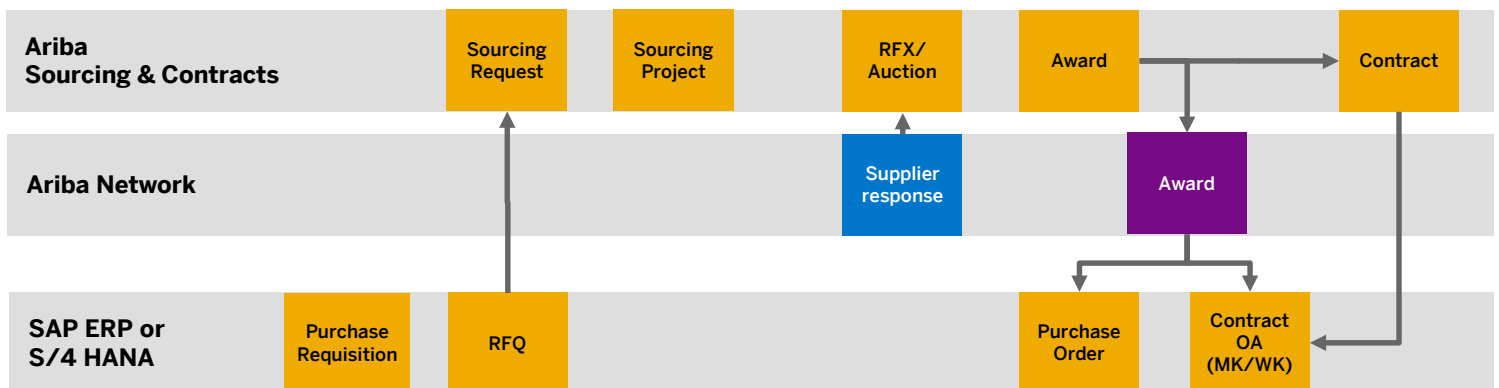 Ariba
Sourcing & Contracts
Sourcing
Request
Sourcing
Project
RFX/
Auction
Award
Contract
Ariba Network
Supplier
response
Award
SAP ERP or
S/4 HANA
Purchase
Requisition
RFQ
Purchase
Order
Contract
OA
(MK/WK)